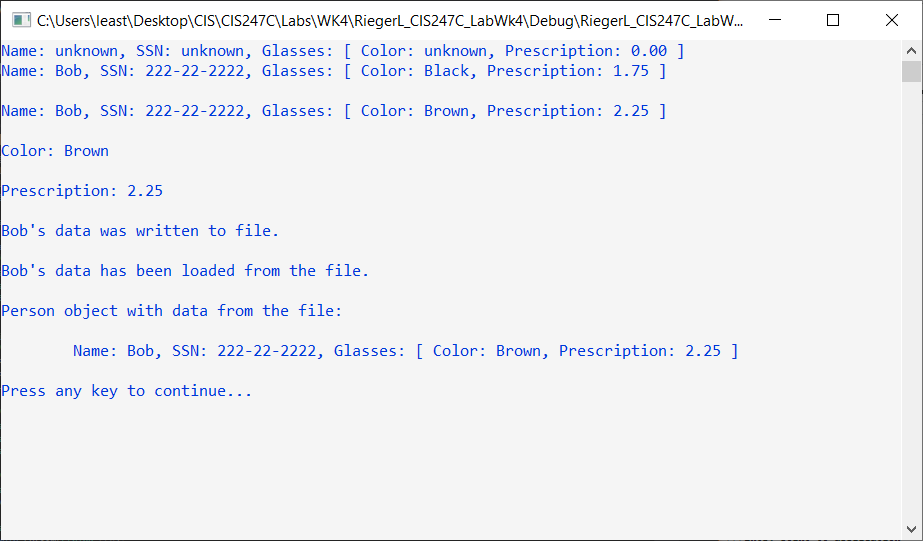 C:\Users\least\Desktop\CIS\CIS247C\Labs\WK4\RiegerL_CIS247C_LabWk4\Debug\RiegerL_CIS247C_LabW...
Name: unknown, SSN: unknown, Glasses: [ Color: unknown, Prescription: 0.00 ]
Name: Bob, SSN: 222-22-2222, Glasses: [ Color: Black, Prescription: 1.75 ]
Name: Bob, SSN: 222-22-2222, Glasses: [ Color: Brown, Prescription: 2.25 ]
Color: Brown
Prescription: 2.25
Bob's data was written to file.
Bob's data has been loaded from the file.
Person object with data from the file:
Name: Bob, SSN: 222-22-2222, Glasses: [ Color: Brown, Prescription: 2.25 ]
Press any key to continue...